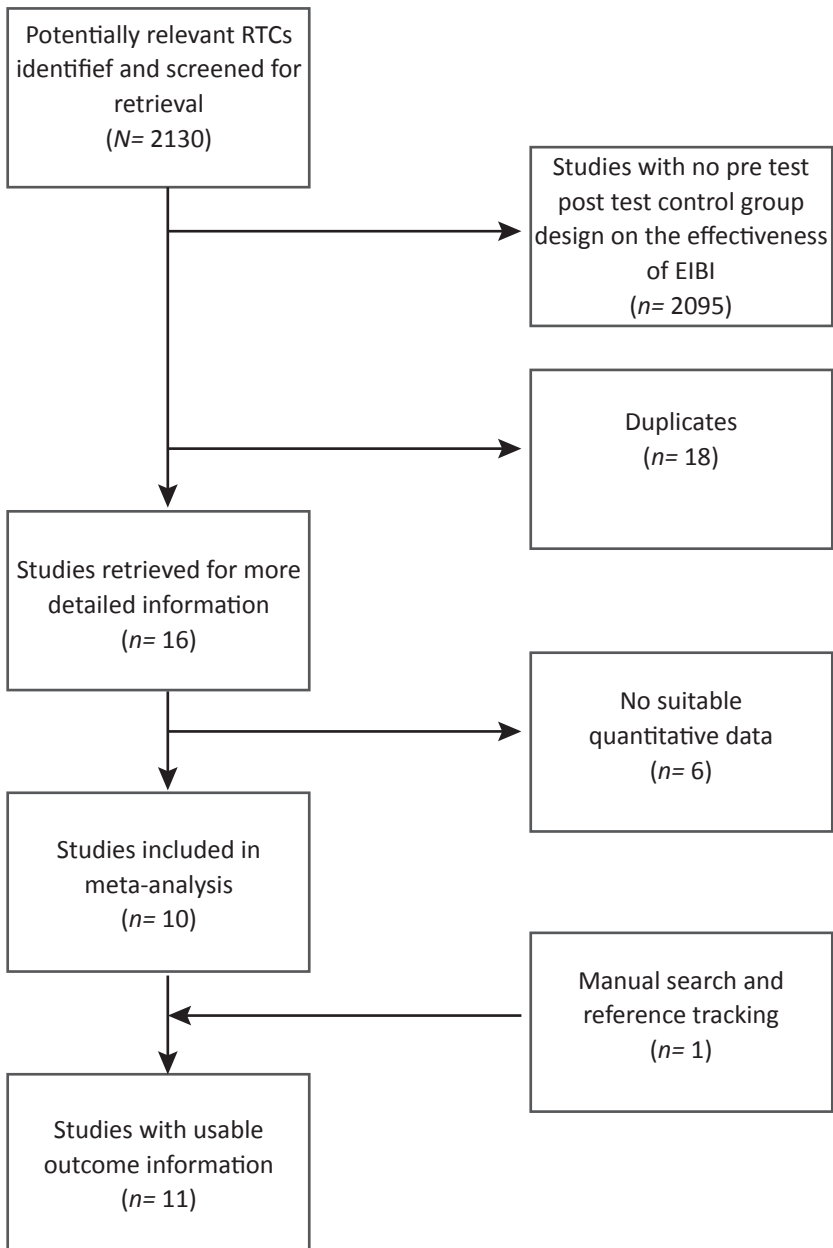 Potentially relevant RTCs
identifief and screened for
retrieval
(N= 2130)
Studies with no pre test
post test control group
design on the effectiveness
of EIBI
(n= 2095)
Duplicates
(n= 18)
Studies retrieved for more
detailed information
(n= 16)
No suitable
quantitative data
(n= 6)
Studies included in
meta-analysis
(n= 10)
Manual search and
reference tracking
(n= 1)
Studies with usable
outcome information
(n= 11)